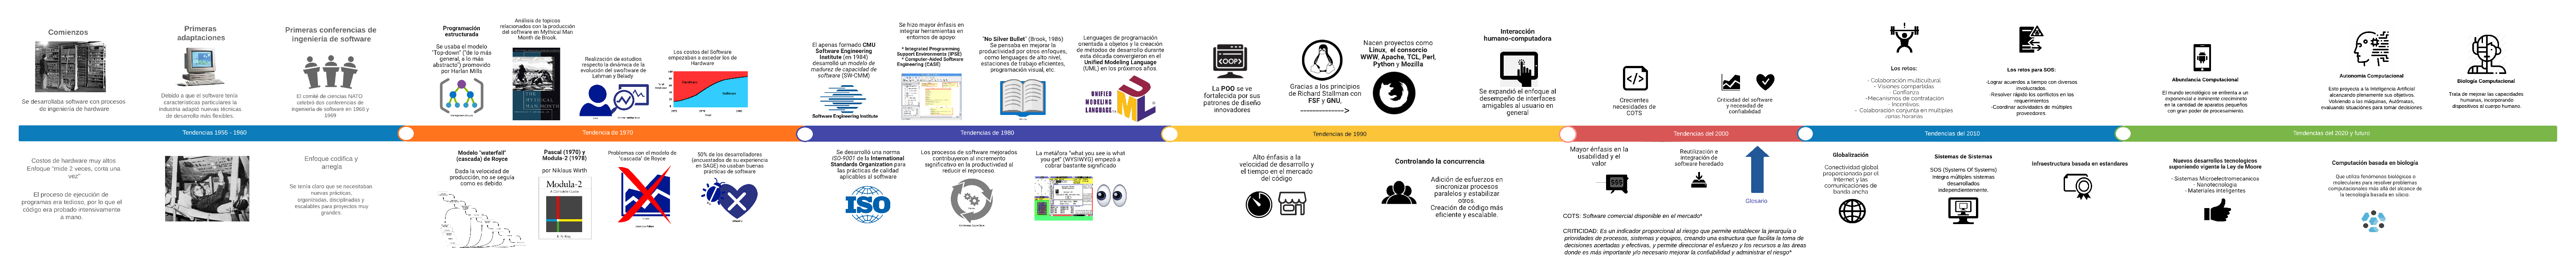 Comienzos
Se desarrollaba software con procesos
de ingeniería de hardware
Primeras
adaptaciones
Debido a que el software tenía
características particulares la
industria adaptó nuevas técnicas
de desarrollo más flexibles.
Primeras conferencias de
ingeniería de software
El comité de ciencias NATO
celebró dos conferencias de
ingeniería de software en 1968 y
1969
Programación
estructurada
Se usaba el modelo
"Top-down" ("de lo más
general, a lo más
abstracto") promovido
por Harlan Mills
Análisis de topicos
relacionados con la producción
del software en Mythical Man
Month de Brook.
THE
MYTHICAL
MAN-MONTH
Realización de estudios
respecto la dinámica de la
evolución del swoftware de
Lehman y Belady
Los costos del Software
empezaban a exceder los de
Hardware
El apenas formado CMU
Software Engineering
Institute (en 1984)
desarrolló un modelo de
madurez de capacidad de
software (SW-CMM)
Software Engineering Institute
Se hizo mayor énfasis en
integrar herramientas en
entornos de apoyo:
* Integrated Programming
Support Environments (IPSE)
* Computer-Aided Software
Engineering (CASE)
"No Silver Bullet" (Brook, 1986)
Se pensaba en mejorar la
productividad por otros enfoques,
como lenguages de alto nivel,
estaciones de trabajo eficientes,
programación visual, etc.
Lenguages de programación
orientada a objetos y la creación
de métodos de desarrollo durante
esta década convergieron en el
Unified Modeling Language
(UML) en los próximos años.
UNIFIED
MODELING
LANGUAGE
UML
OOP
La POO se ve
fortalecida por sus
patrones de diseño
innovadores
Gracias a los principios
de Richard Stallman con
FSF y GNU,
------------->
Nacen proyectos como
Linux, el consorcio
WWW, Apache, TCL, Perl,
Python y Mozilla
Interacción
humano-computadora
Se expandió el enfoque al
desempeño de interfaces
amigables al usuario en
general
Crecientes
necesidades de
COTS
Criticidad del software
y necesidad de
confiabilidad
Los retos:
- Colaboración multicultural
- Visiones compartidas
- Confianza
-Mecanismos de contratación
- Incentivos
- Colaboración conjunta en multiples
zonas horarias
Los retos para SOS:
-Lograr acuerdos a tiempo con diversos
involucrados.
-Resolver rápido los conflictos en los
requerimientos
-Coordinar actividades de múltiples
proveedores.
Abundancia Computacional
El mundo tecnológico se enfrenta a un
exponencial e inminente crecimiento
en la cantidad de aparatos pequeños
con gran poder de procesamiento.
Autonomía Computacional
Este proyecta a la Inteligencia Artificial
alcanzando plenamente sus objetivos.
Volviendo a las máquinas, Autómatas,
evaluando situaciones para tomar decisiones.
Biología Computacional
Trata de mejorar las capacidades
humanas, incorporando
dispositivos al cuerpo humano.
Tendencias 1955 - 1960
Tendencia de 1970
Tendencias de 1980
Tendencias de 1990
Tendencias del 2000
Tendencias del 2010
Tendencias del 2020 y futuro
Costos de hardware muy altos
Enfoque "mide 2 veces, corta una
vez"
El proceso de ejecución de
programas era tedioso, por lo que el
código era probado intensivamente
a mano.
Enfoque codifica y
arregla
Se tenía claro que se necesitaban
nuevas prácticas,
organizadas, disciplinadas y
escalables para proyectos muy
grandes.
Modelo "waterfall"
(cascada) de Royce
Dada la velocidad de
producción, no se seguía
como es debido.
Pascal (1970) y
Modula-2 (1978)
por Niklaus Wirth
Modula-2
Problemas con el modelo de
"cascada" de Royce
50% de los desarrolladores
(encuastados de su experiencia
en SAGE) no usaban buenas
prácticas de software
Se desarrolló una norma
ISO-9001 de la International
Standards Organization para
las prácticas de calidad
aplicables al software
ISO
Los procesos de software mejorados
contribuyeron al incremento
significativo en la productividad al
reducir el reproceso.
La metáfora "what you see is what
you get" (WYSIWYG) empezó a
cobrar bastante significado
Alto énfasis a la
velocidad de desarrollo y
el tiempo en el mercado
del código
Controlando la concurrencia
Adición de esfuerzos en
sincronizar procesos
paralelos y estabilizar
otros.
Creación de código más
eficiente y escalable.
Mayor énfasis en la
usabilidad y el
valor
Reutilización e
integración de
software heredado
Glosario
COTS: Software comercial disponible en el mercado*
CRITICIDAD: Es un indicador proporcional al riesgo que permite establecer la jerarquía o
prioridades de procesos, sistemas y equipos, creando una estructura que facilita la toma de
decisiones acertadas y efectivas, y permite direccionar el esfuerzo y los recursos a las áreas
donde es más importante y/o necesario mejorar la confiabilidad y administrar el riesgo*
Globalización
Conectividad global
proporcionada por el
Internet y las
comunicaciones de
banda ancha
Sistemas de Sistemas
SOS (Systems Of Systems)
Integra múltiples sistemas
desarrollados
independientemente.
Infraestructura basada en estandares
Nuevos desarrollos tecnologicos
suponiendo vigente la Ley de Moore
- Sistemas Microelectromecanicos
- Nanotecnología
- Materiales inteligentes
Computación basada en biología
Que utiliza fenómenos biológicos o
moleculares para resolver problemas
computacionales más allá del alcance de
la tecnología basada en silicio.